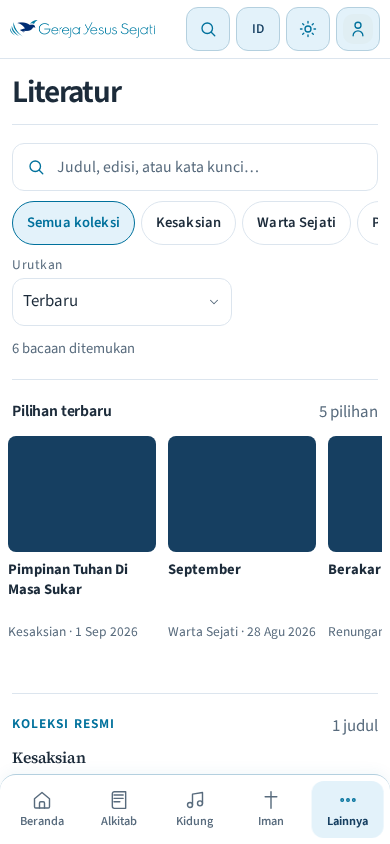 Gereja Yesus Sejati
ID
Literatur
Judul, edisi, atau kata kunci…
Semua koleksi
Kesaksian
Warta Sejati
P
Urutkan
Terbaru
6 bacaan ditemukan
Pilihan terbaru
5 pilihan
Pimpinan Tuhan Di
Masa Sukar
Kesaksian · 1 Sep 2026
September
Warta Sejati · 28 Agu 2026
Berakar
Renungan
KOLEKSI RESMI
1 judul
Kesaksian
Beranda
Alkitab
Kidung
Iman
Lainnya